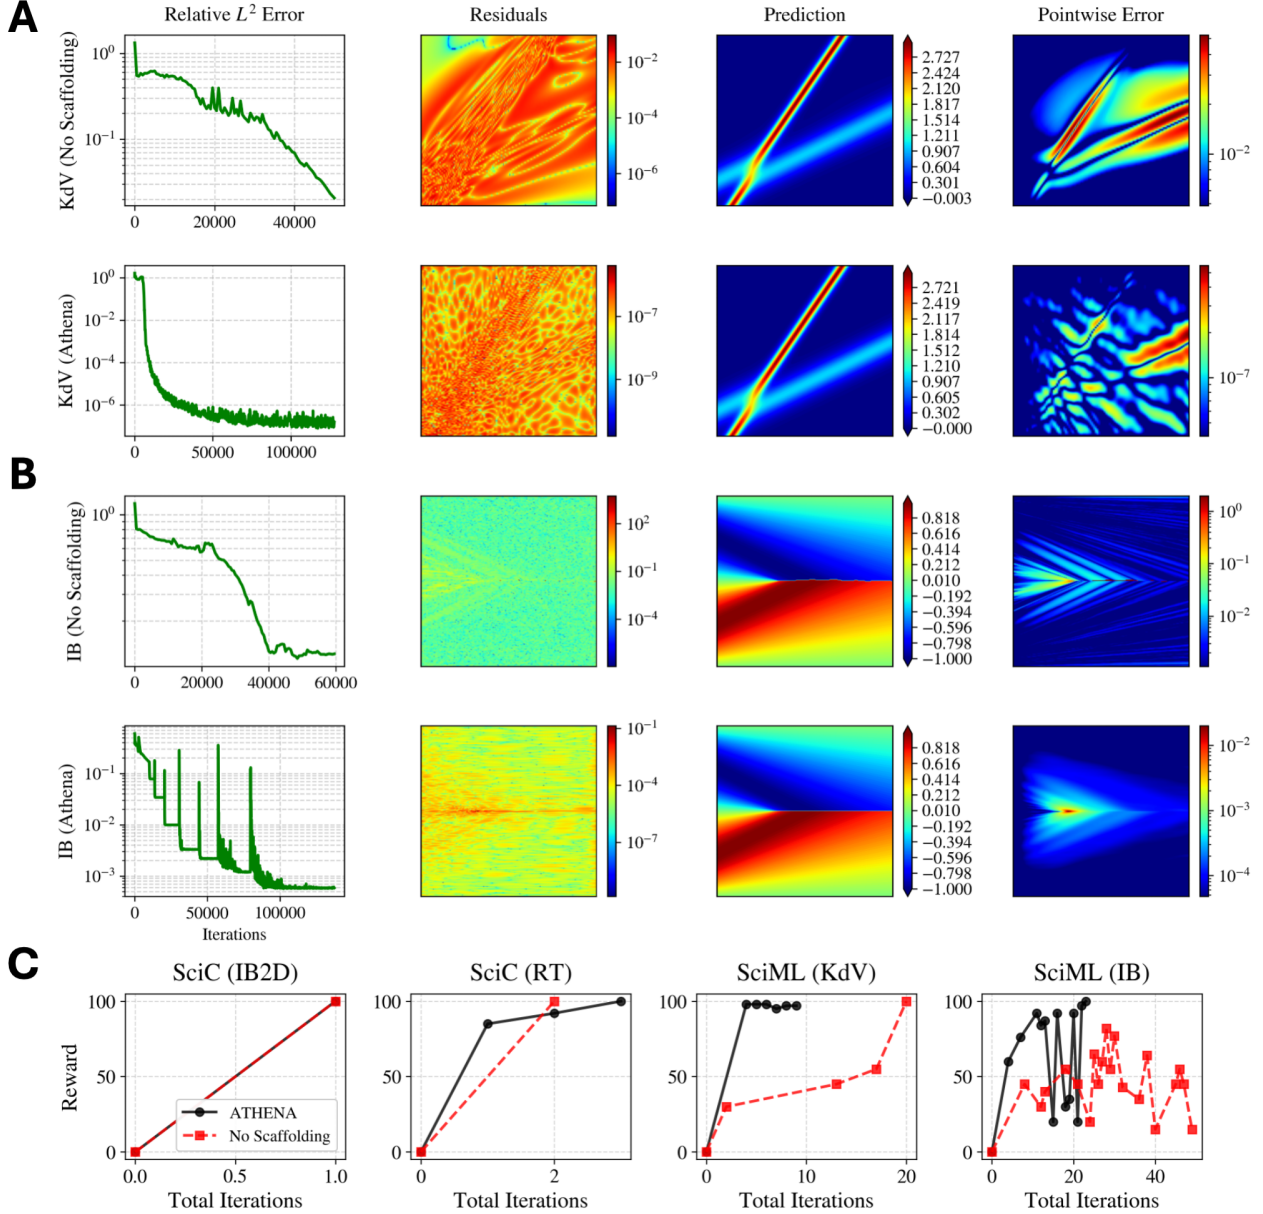 A
Relative L² Error
Residuals
Prediction
Pointwise Error
KdV (No Scaffolding)
10⁰
10⁻¹
0 20000 40000
10⁻²
10⁻⁴
10⁻⁶
2.727
2.424
2.120
1.817
1.514
1.211
0.907
0.604
0.301
−0.003
10⁻²
KdV (Athena)
10⁰
10⁻²
10⁻⁴
10⁻⁶
0 50000 100000
10⁻⁷
10⁻⁹
2.721
2.419
2.117
1.814
1.512
1.210
0.907
0.605
0.302
−0.000
10⁻⁷
B
IB (No Scaffolding)
10⁰
0 20000 40000 60000
10²
10⁻¹
10⁻⁴
0.818
0.616
0.414
0.212
0.010
−0.192
−0.394
−0.596
−0.798
−1.000
10⁰
10⁻¹
10⁻²
IB (Athena)
10⁻¹
10⁻²
10⁻³
0 50000 100000
Iterations
10⁻¹
10⁻⁴
10⁻⁷
0.818
0.616
0.414
0.212
0.010
−0.192
−0.394
−0.596
−0.798
−1.000
10⁻²
10⁻³
10⁻⁴
C
SciC (IB2D)
SciC (RT)
SciML (KdV)
SciML (IB)
Reward
100
50
0
0.0 0.5 1.0
ATHENA
No Scaffolding
Total Iterations
100
50
0
0 2
Total Iterations
100
50
0
0 10 20
Total Iterations
100
50
0
0 20 40
Total Iterations